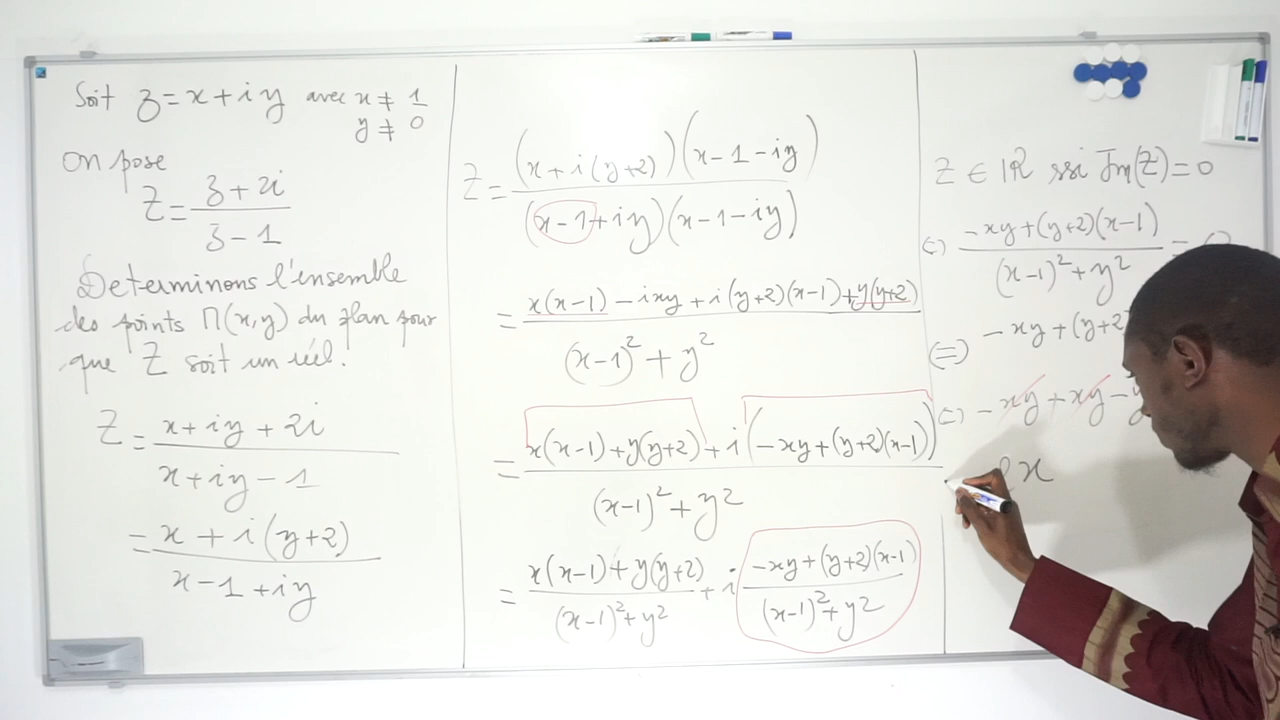 Soit z = x + iy avec x ≠ 1
y ≠ 0
On pose
Z = (z + 2i)/(z - 1)
Determinons l'ensemble
des points M(x,y) du plan pour
que Z soit un réel.
Z = (x + iy + 2i)/(x + iy - 1)
= (x + i(y+2))/(x - 1 + iy)
Z = ((x + i(y+2))(x - 1 - iy))/((x - 1 + iy)(x - 1 - iy))
= (x(x-1) - ixy + i(y+2)(x-1) + y(y+2))/((x-1)² + y²)
= (x(x-1) + y(y+2) + i(-xy + (y+2)(x-1)))/((x-1)² + y²)
= (x(x-1) + y(y+2))/((x-1)² + y²) + i (-xy + (y+2)(x-1))/((x-1)² + y²)
Z ∈ IR ssi Im(Z) = 0
⇔ (-xy + (y+2)(x-1))/((x-1)² + y²) =
⇔ -xy + (y+2
⇔ -xy + xy -
x